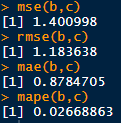 > mse(b,c)
[1] 1.400998
> rmse(b,c)
[1] 1.183638
> mae(b,c)
[1] 0.8784705
> mape(b,c)
[1] 0.02668863